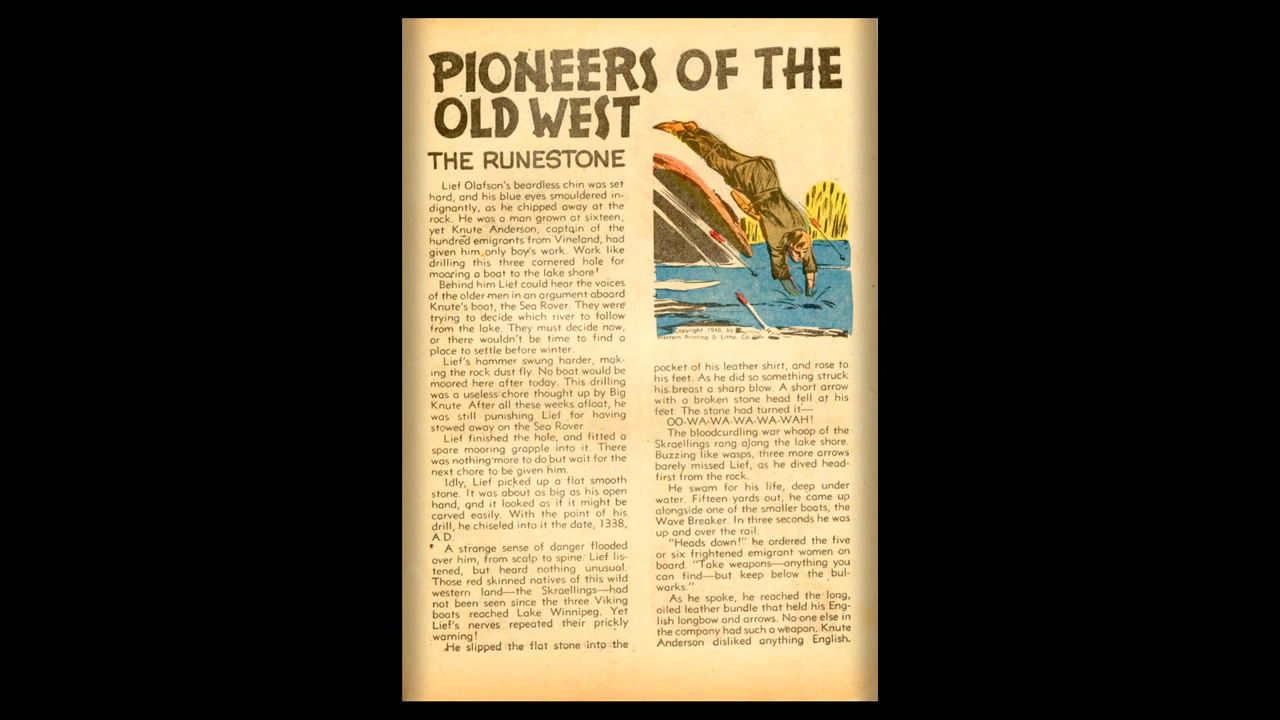 PIONEERS OF THE
OLD WEST
THE RUNESTONE
Lief Olafson's beardless chin was set
hard, and his blue eyes smouldered in-
dignantly, as he chipped away at the
rock. He was a man grown at sixteen,
yet Knute Anderson, captain of the
hundred emigrants from Vineland, had
given him only boy's work. Work like
drilling this three cornered hole for
mooring a boat to the lake shore!
Behind him Lief could hear the voices
of the older men in an argument aboard
Knute's boat, the Sea Rover. They were
trying to decide which river to follow
from the lake. They must decide now,
or there wouldn't be time to find a
place to settle before winter.
Lief's hammer swung harder, mak-
ing the rock dust fly. No boat would be
moored here after today. This drilling
was a useless chore thought up by Big
Knute. After all these weeks afloat, he
was still punishing Lief for having
stowed away on the Sea Rover . . . .
Lief finished the hole, and fitted a
spare mooring grapple into it. There
was nothing more to do but wait for the
next chore to be given him.
Idly, Lief picked up a flat smooth
stone. It was about as big as his open
hand, and it looked as if it might be
carved easily. With the point of his
drill, he chiseled into it the date, 1338,
A.D.
A strange sense of danger flooded
over him, from scalp to spine. Lief lis-
tened, but heard nothing unusual.
Those red skinned natives of this wild
western land—the Skraellings—had
not been seen since the three Viking
boats reached Lake Winnipeg. Yet
Lief's nerves repeated their prickly
warning!
He slipped the flat stone into the
Copyright 1948, by
Western Printing & Litho. Co.
pocket of his leather shirt, and rose to
his feet. As he did so something struck
his breast a sharp blow. A short arrow
with a broken stone head fell at his
feet. The stone had turned it—
OO-WA-WA-WA-WA-WAH!
The bloodcurdling war whoop of the
Skraellings rang along the lake shore.
Buzzing like wasps, three more arrows
barely missed Lief, as he dived head-
first from the rock.
He swam for his life, deep under
water. Fifteen yards out, he came up
alongside one of the smaller boats, the
Wave Breaker. In three seconds he was
up and over the rail.
"Heads down!" he ordered the five
or six frightened emigrant women on
board. "Take weapons—anything you
can find—but keep below the bul-
warks."
As he spoke, he reached the long,
oiled leather bundle that held his Eng-
lish longbow and arrows. No one else in
the company had such a weapon. Knute
Anderson disliked anything English.